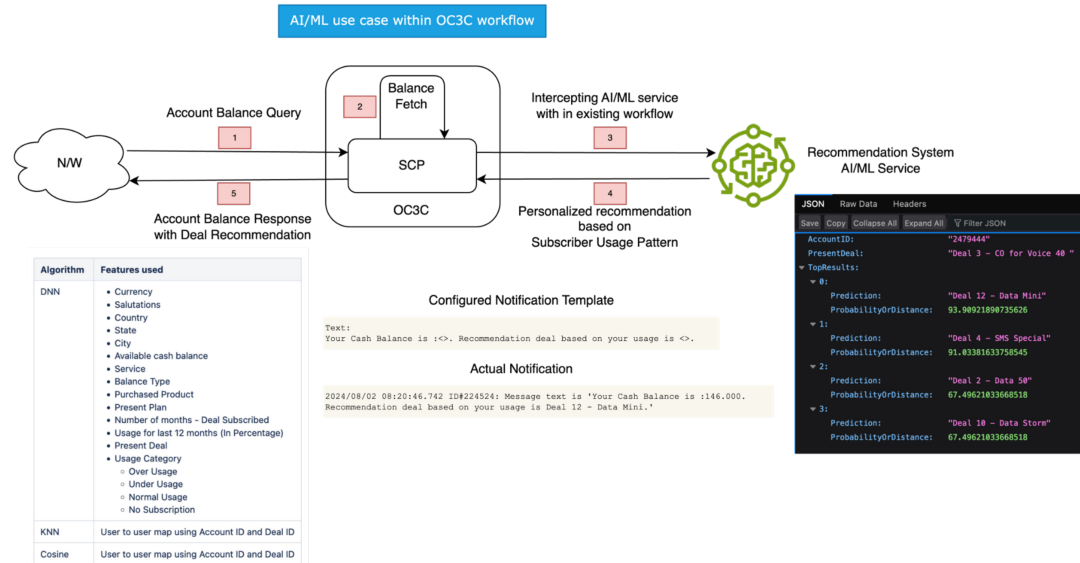 AI/ML use case within OC3C workflow
Account Balance Query
1
N/W
5
Account Balance Response
with Deal Recommendation
Balance
Fetch
2
SCP
OC3C
Intercepting AI/ML service
with in existing workflow
3
4
Personalized recommendation
based on
Subscriber Usage Pattern
Recommendation System
AI/ML Service
JSON Raw Data Headers
Save Copy Collapse All Expand All Filter JSON
AccountID: "2479444"
PresentDeal: "Deal 3 – CO for Voice 40 "
TopResults:
0:
Prediction: "Deal 12 – Data Mini"
ProbabilityOrDistance: 93.90921890735626
1:
Prediction: "Deal 4 – SMS Special"
ProbabilityOrDistance: 91.03381633758545
2:
Prediction: "Deal 2 – Data 50"
ProbabilityOrDistance: 67.49621033668518
3:
Prediction: "Deal 10 – Data Storm"
ProbabilityOrDistance: 67.49621033668518
Algorithm Features used
DNN
• Currency
• Salutations
• Country
• State
• City
• Available cash balance
• Service
• Balance Type
• Purchased Product
• Present Plan
• Number of months - Deal Subscribed
• Usage for last 12 months (In Percentage)
• Present Deal
• Usage Category
○ Over Usage
○ Under Usage
○ Normal Usage
○ No Subscription
KNN User to user map using Account ID and Deal ID
Cosine User to user map using Account ID and Deal ID
Configured Notification Template
Text:
Your Cash Balance is :<>. Recommendation deal based on your usage is <>.
Actual Notification
2024/08/02 08:20:46.742 ID#224524: Message text is 'Your Cash Balance is :146.000.
Recommendation deal based on your usage is Deal 12 - Data Mini.'